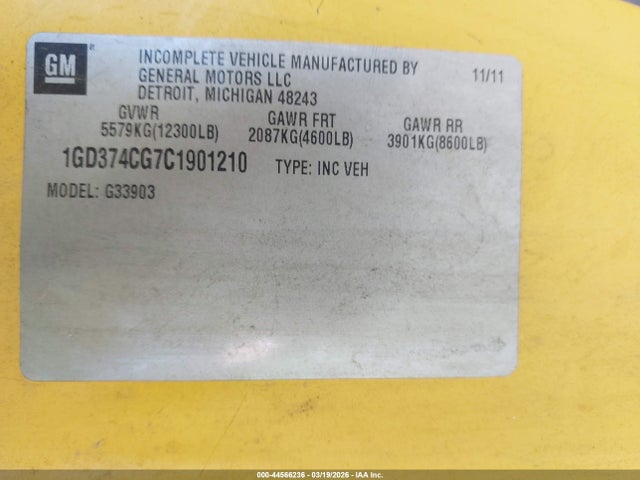 GM
INCOMPLETE VEHICLE MANUFACTURED BY
GENERAL MOTORS LLC
DETROIT, MICHIGAN 48243
11/11
GVWR
5579KG(12300LB)
GAWR FRT
2087KG(4600LB)
GAWR RR
3901KG(8600LB)
1GD374CG7C1901210
TYPE: INC VEH
MODEL: G33903
000-44566236 - 03/19/2026 - IAA Inc.